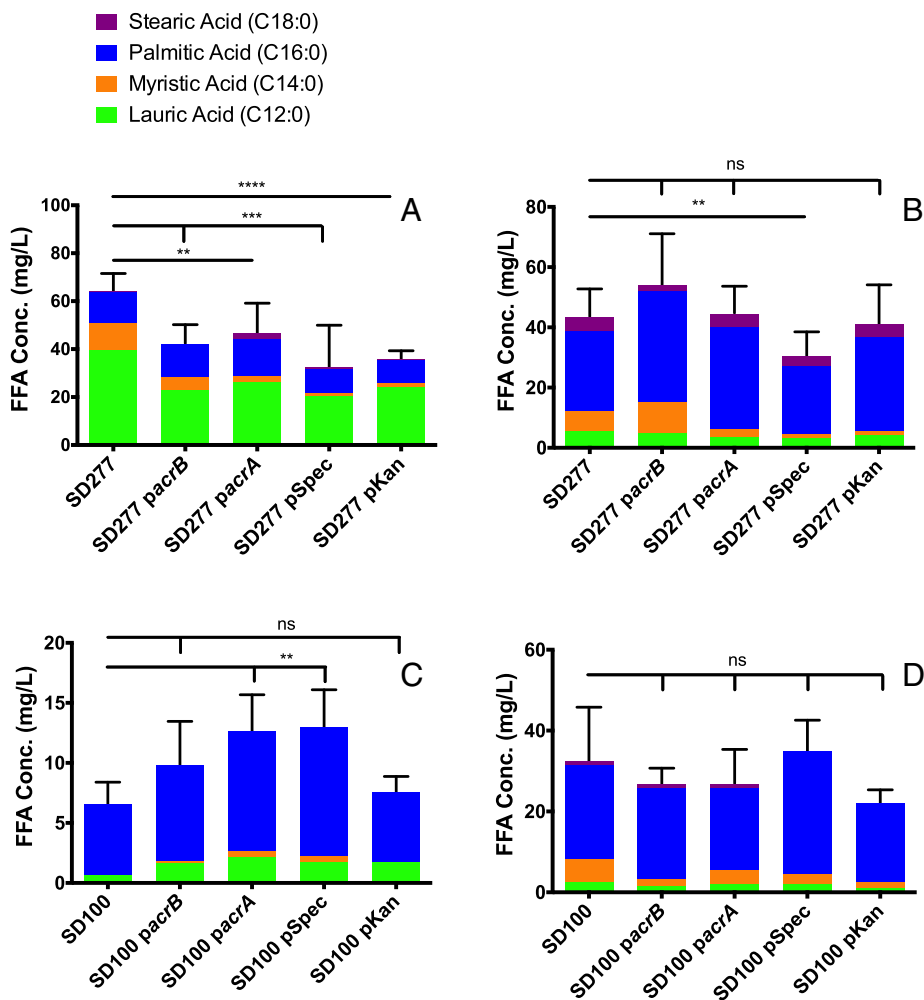 Stearic Acid (C18:0)
Palmitic Acid (C16:0)
Myristic Acid (C14:0)
Lauric Acid (C12:0)
A
****
***
**
FFA Conc. (mg/L)
100
80
60
40
20
0
SD277
SD277 pacrB
SD277 pacrA
SD277 pSpec
SD277 pKan
B
ns
**
FFA Conc. (mg/L)
80
60
40
20
0
SD277
SD277 pacrB
SD277 pacrA
SD277 pSpec
SD277 pKan
C
ns
**
FFA Conc. (mg/L)
20
15
10
5
0
SD100
SD100 pacrB
SD100 pacrA
SD100 pSpec
SD100 pKan
D
ns
FFA Conc. (mg/L)
60
40
20
0
SD100
SD100 pacrB
SD100 pacrA
SD100 pSpec
SD100 pKan